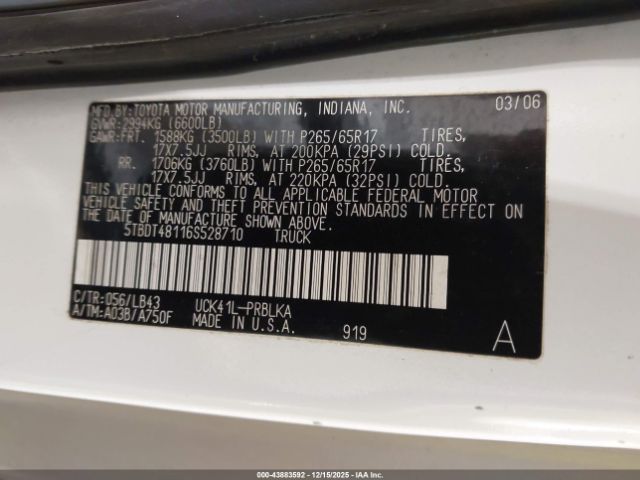 MFD.BY:TOYOTA MOTOR MANUFACTURING, INDIANA, INC. 03/06
GVWR:2994KG (6600LB)
GAWR:FRT. 1588KG (3500LB) WITH P265/65R17 TIRES,
17X7.5JJ RIMS, AT 200KPA (29PSI) COLD.
RR. 1706KG (3760LB) WITH P265/65R17 TIRES,
17X7.5JJ RIMS, AT 220KPA (32PSI) COLD.
THIS VEHICLE CONFORMS TO ALL APPLICABLE FEDERAL MOTOR
VEHICLE SAFETY AND THEFT PREVENTION STANDARDS IN EFFECT ON
THE DATE OF MANUFACTURE SHOWN ABOVE.
5TBDT48116S528710 TRUCK
C/TR:056/LB43 UCK41L-PRBLKA
A/TM:A03B/A750F MADE IN U.S.A. 919 A
000-43883592 - 12/15/2025 - IAAI.com